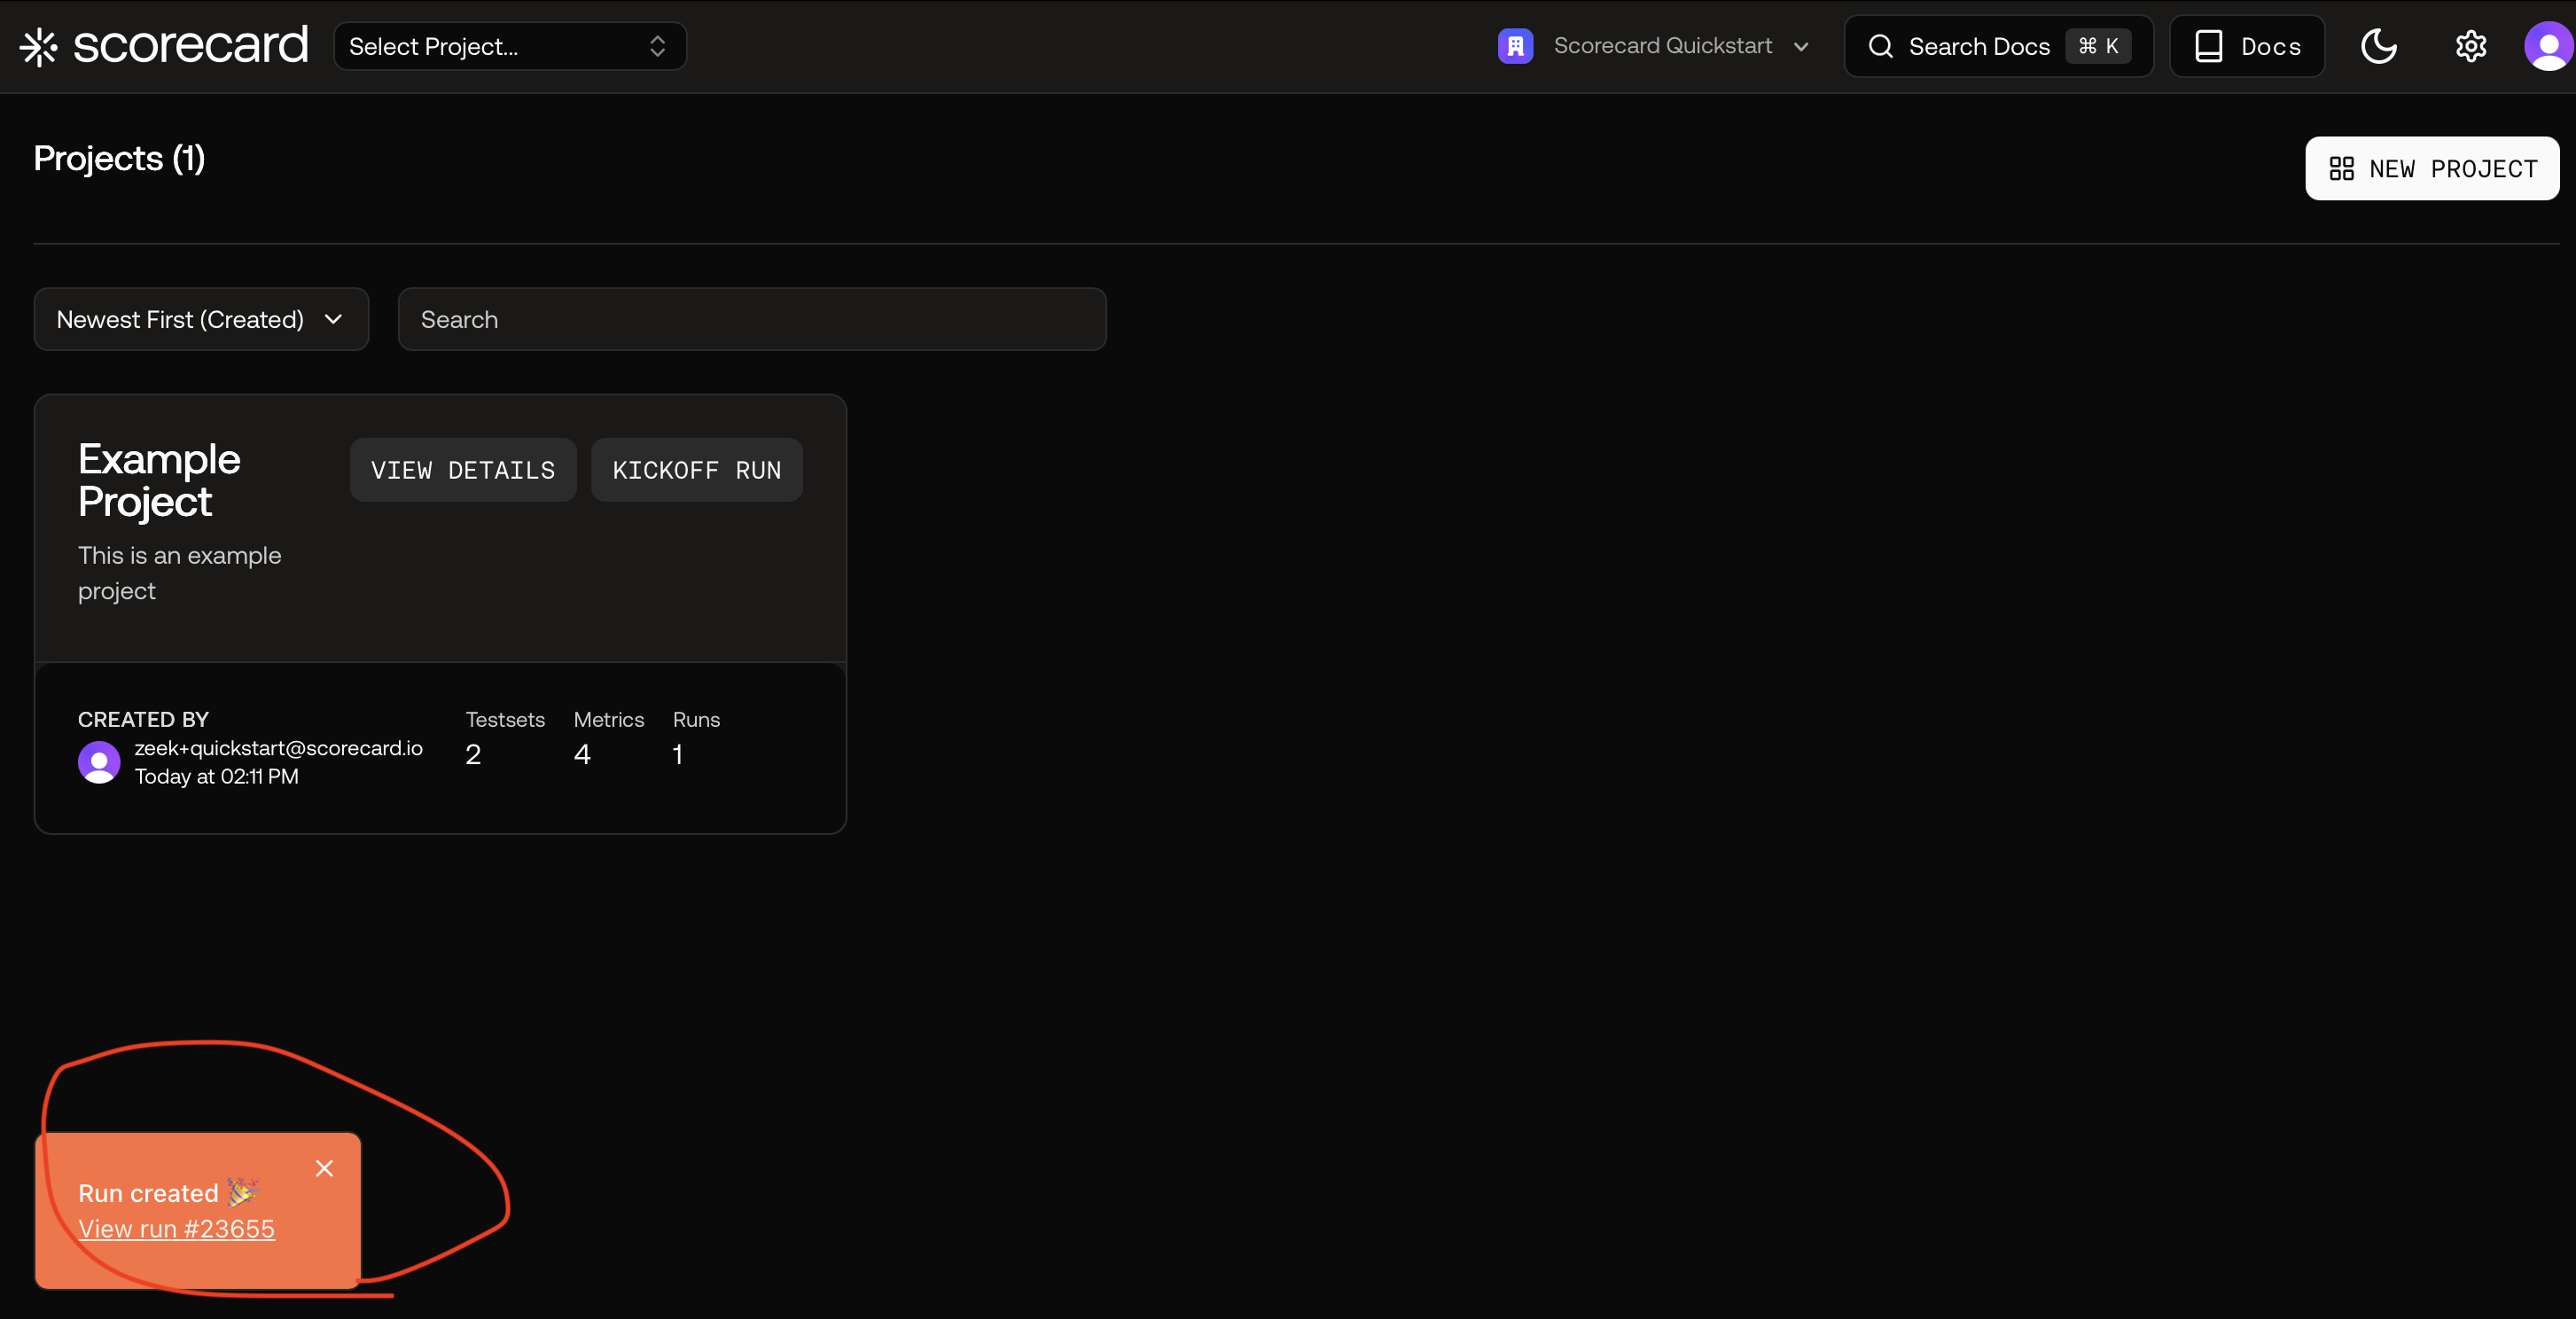 scorecard
Select Project...
Scorecard Quickstart
Search Docs ⌘ K
Docs
Projects (1)
NEW PROJECT
Newest First (Created)
Search
Example
Project
VIEW DETAILS
KICKOFF RUN
This is an example
project
CREATED BY
zeek+quickstart@scorecard.io
Today at 02:11 PM
Testsets
2
Metrics
4
Runs
1
Run created 🎉
View run #23655